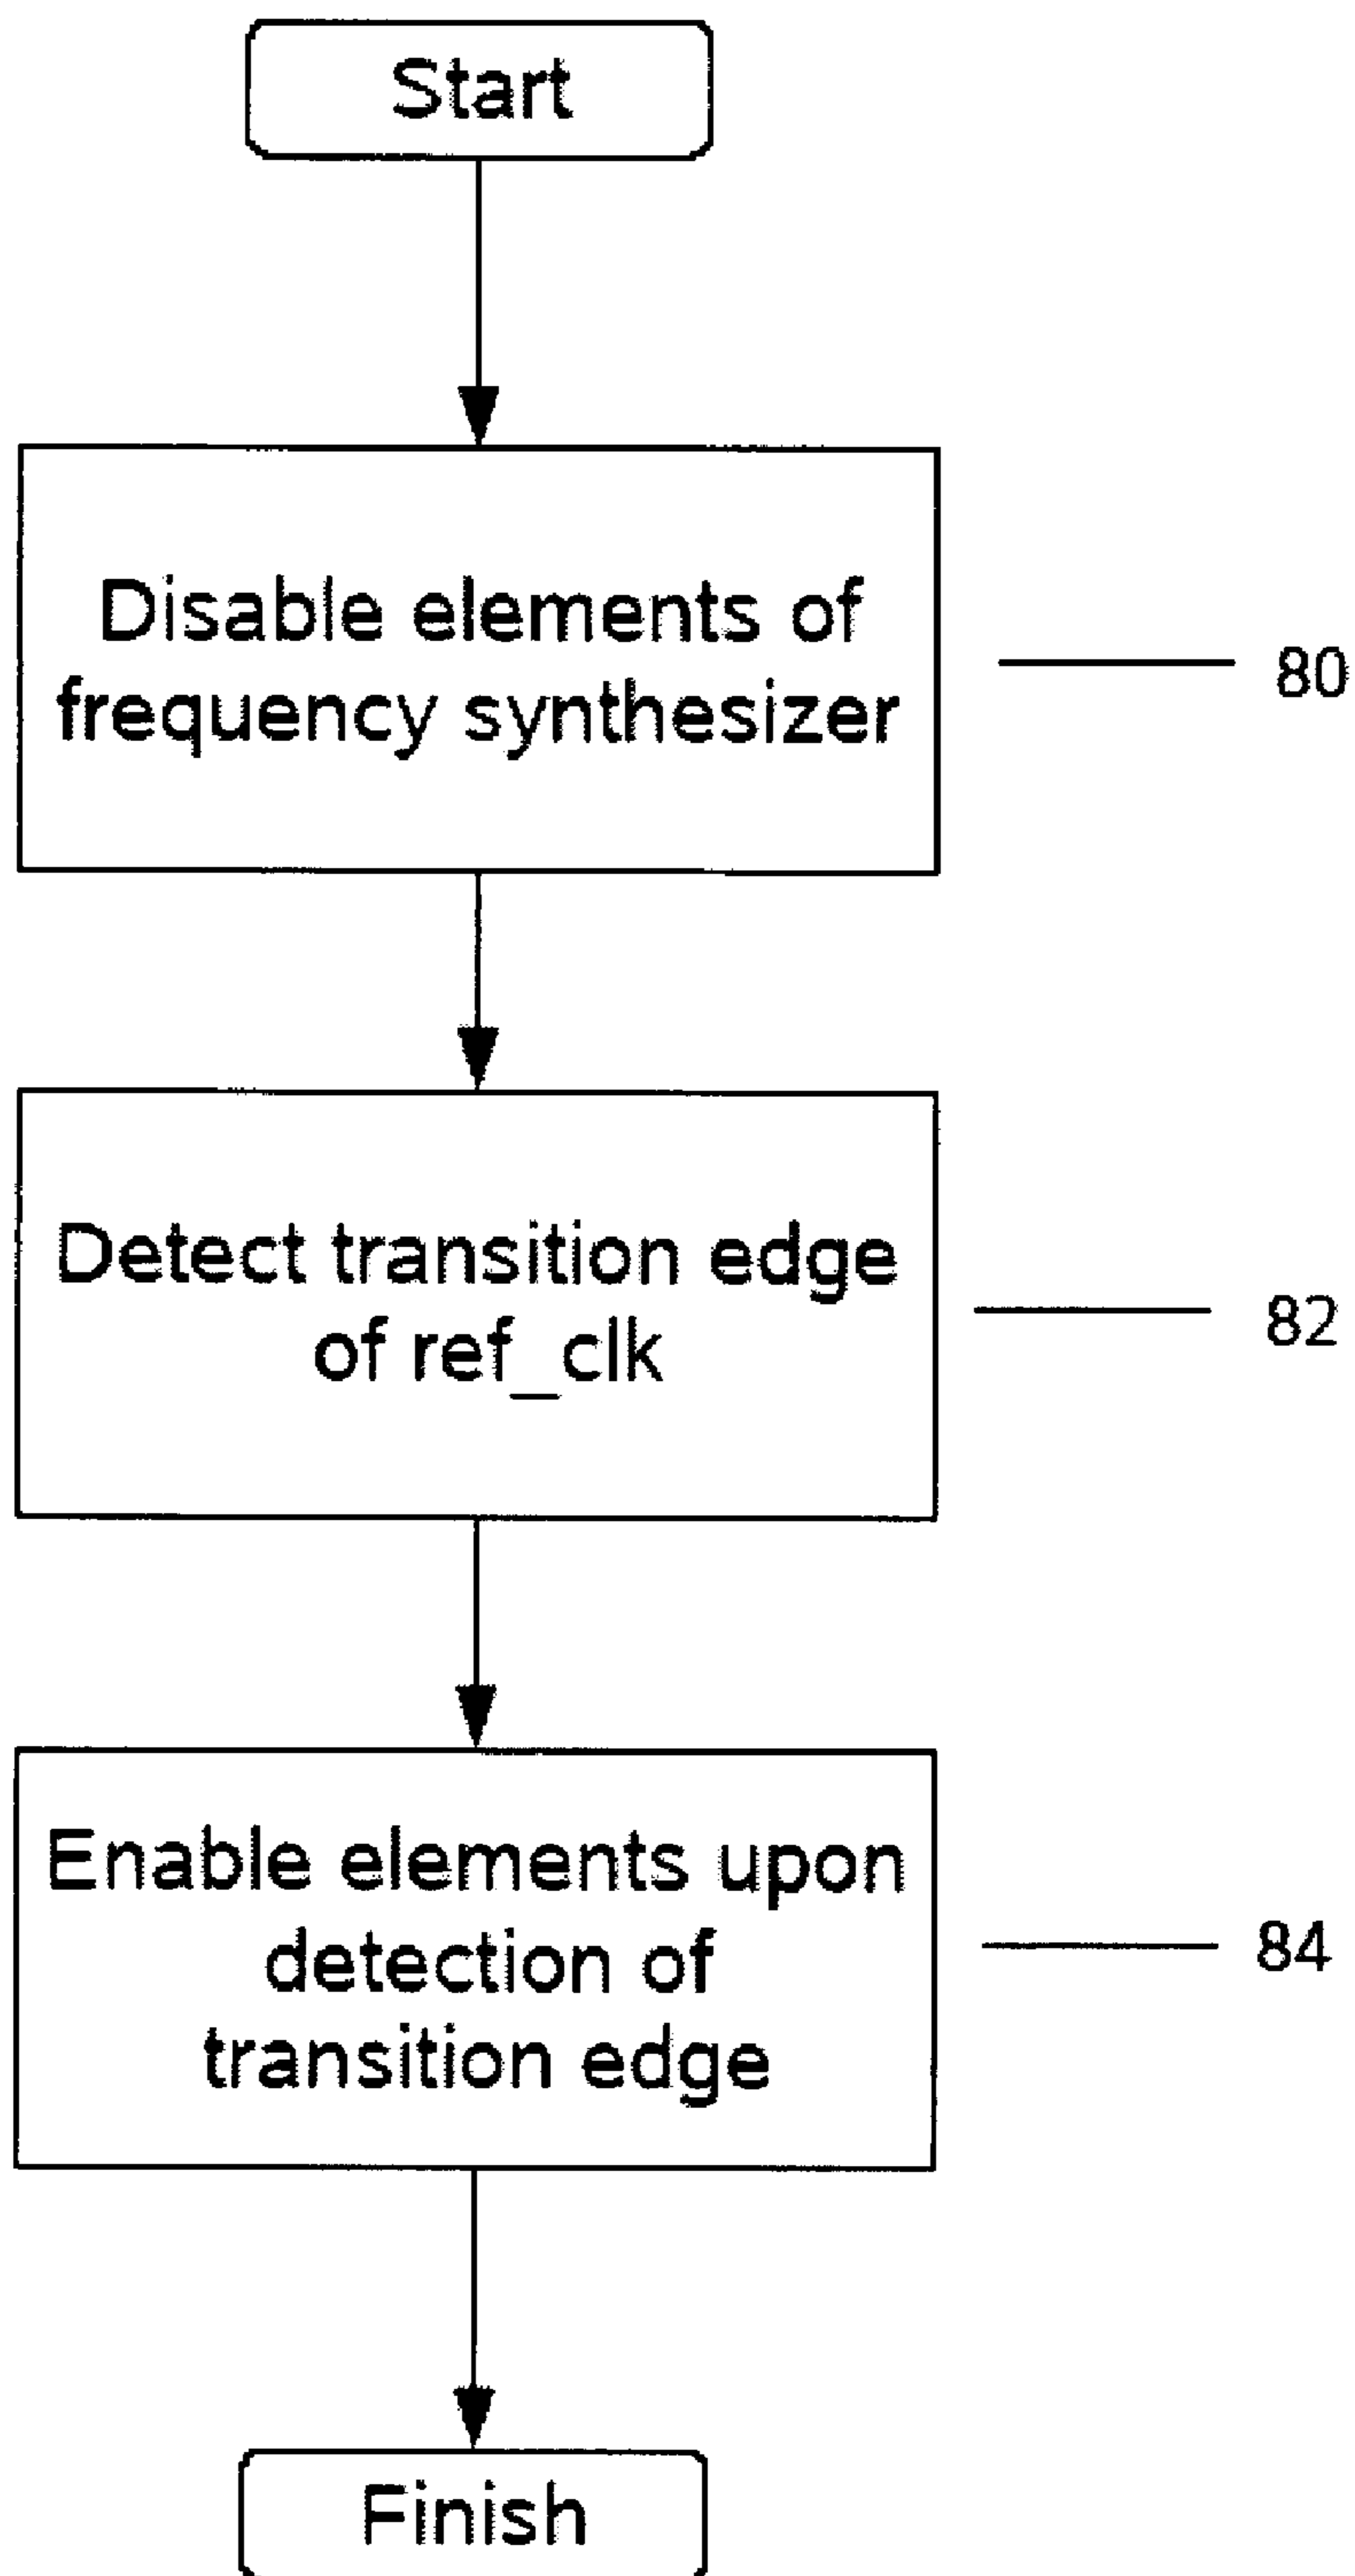 Start
Disable elements of
frequency synthesizer
80
Detect transition edge
of ref_clk
82
Enable elements upon
detection of
transition edge
84
Finish